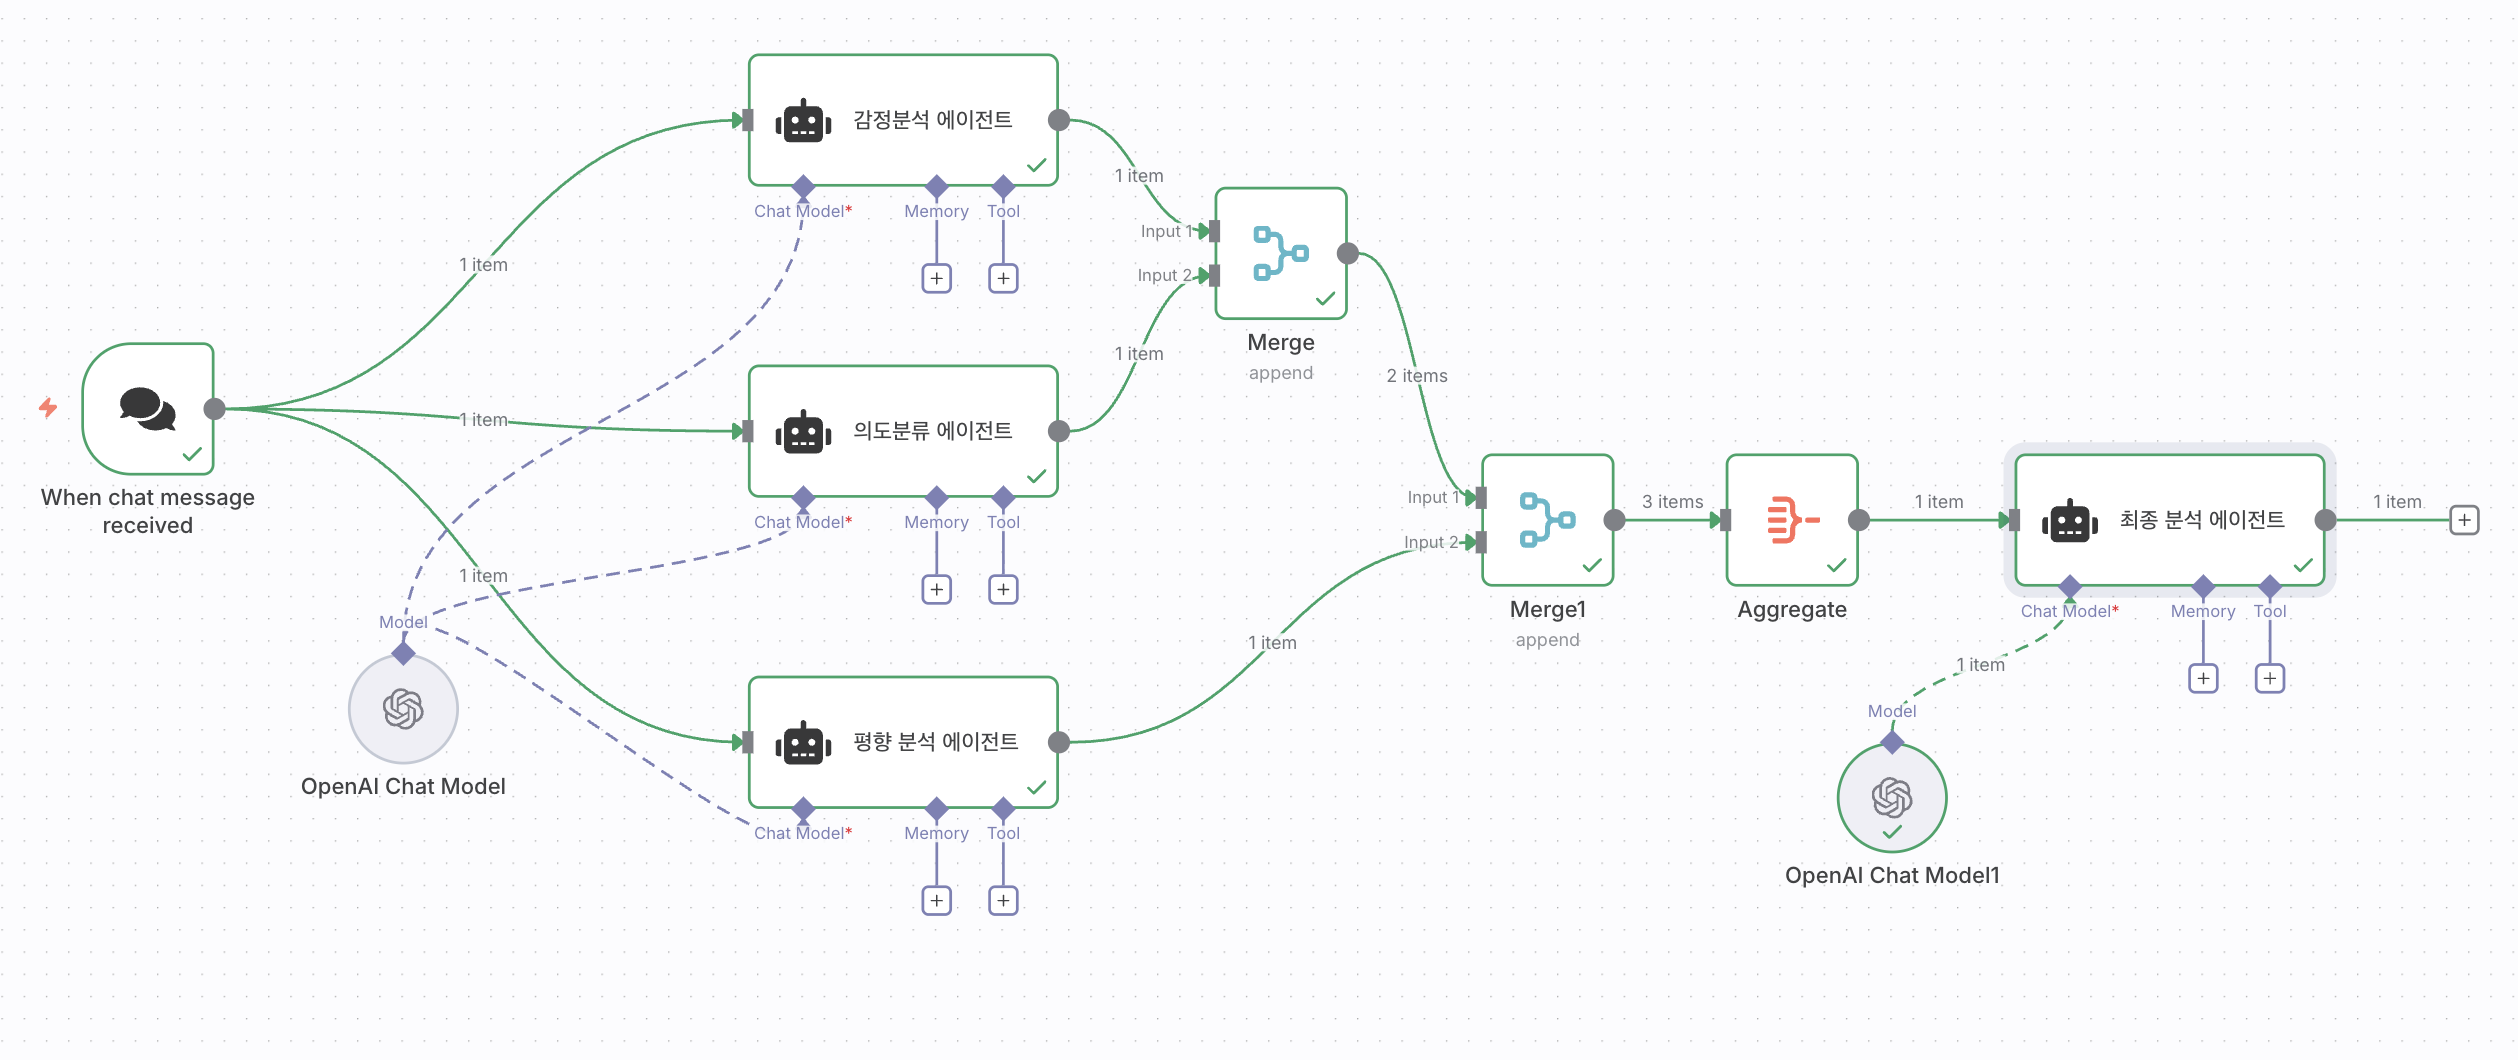 When chat message
received
1 item
1 item
1 item
감정분석 에이전트
Chat Model*
Memory
Tool
의도분류 에이전트
Chat Model*
Memory
Tool
평향 분석 에이전트
Chat Model*
Memory
Tool
Model
OpenAI Chat Model
1 item
1 item
Input 1
Input 2
Merge
append
2 items
1 item
Input 1
Input 2
Merge1
append
3 items
Aggregate
1 item
최종 분석 에이전트
Chat Model*
Memory
Tool
1 item
1 item
Model
OpenAI Chat Model1